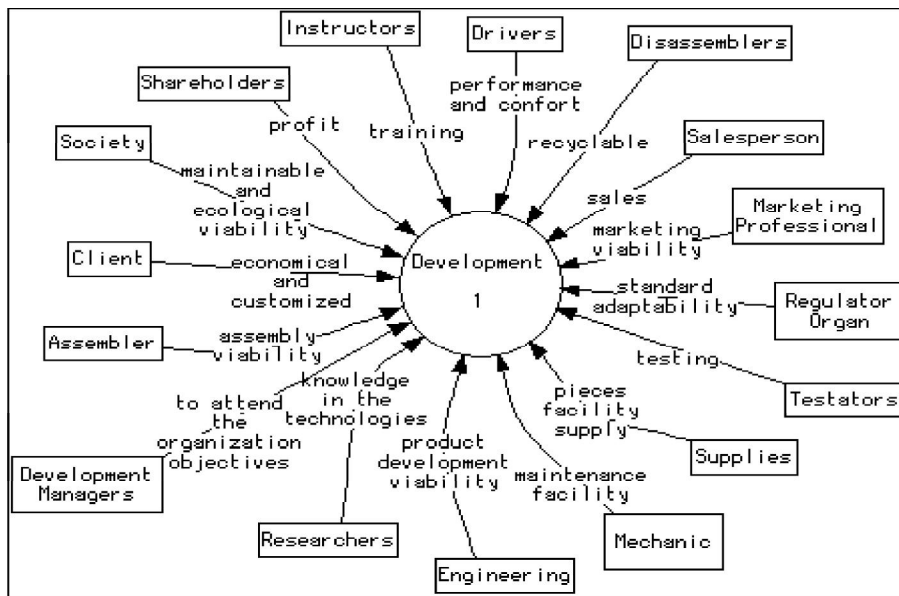 Instructors
Drivers
Disassemblers
Shareholders
performance
and confort
profit
training
Society
recyclable
Salesperson
maintainable
and
ecological
viability
sales
Marketing
Professional
marketing
viability
Client
economical
and
customized
Development
1
standard
adaptability
Regulator
Organ
Assembler
assembly
viability
testing
Testators
knowledge
in the
technologies
to attend
the
organization
objectives
pieces
facility
supply
Supplies
product
development
viability
maintenance
facility
Development
Managers
Researchers
Mechanic
Engineering